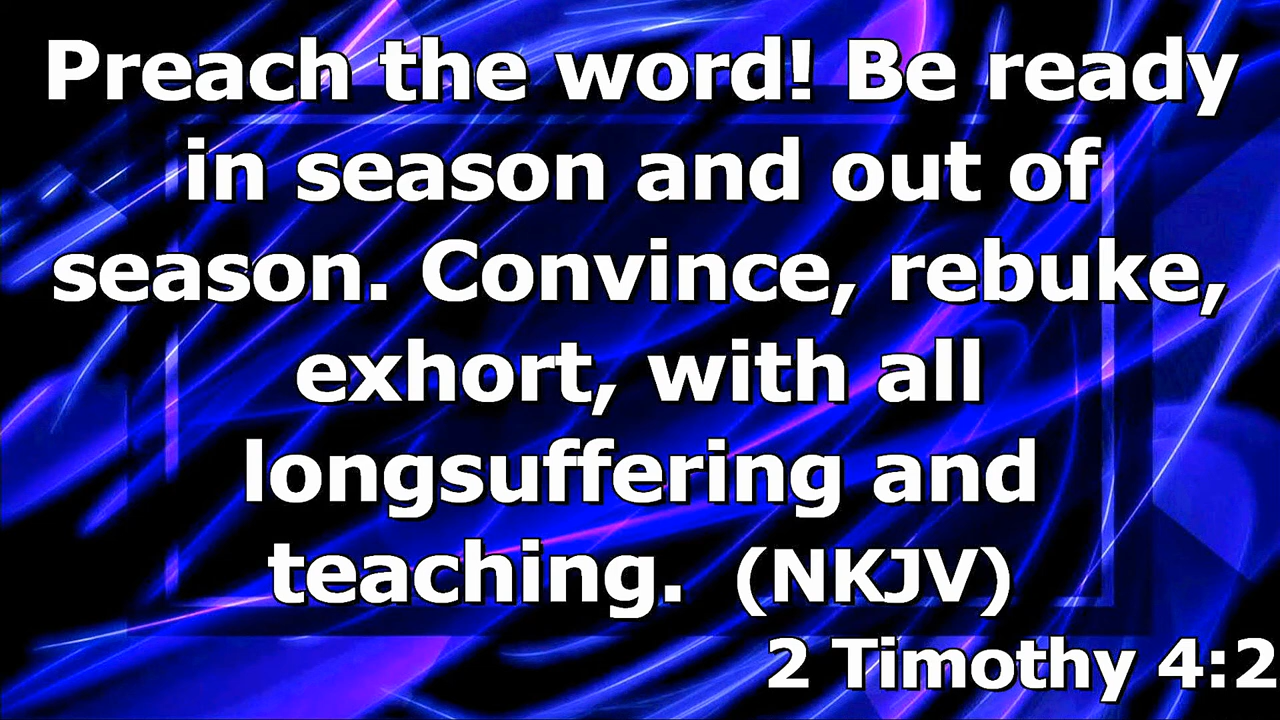 Preach the word! Be ready
in season and out of
season. Convince, rebuke,
exhort, with all
longsuffering and
teaching. (NKJV)
2 Timothy 4:2